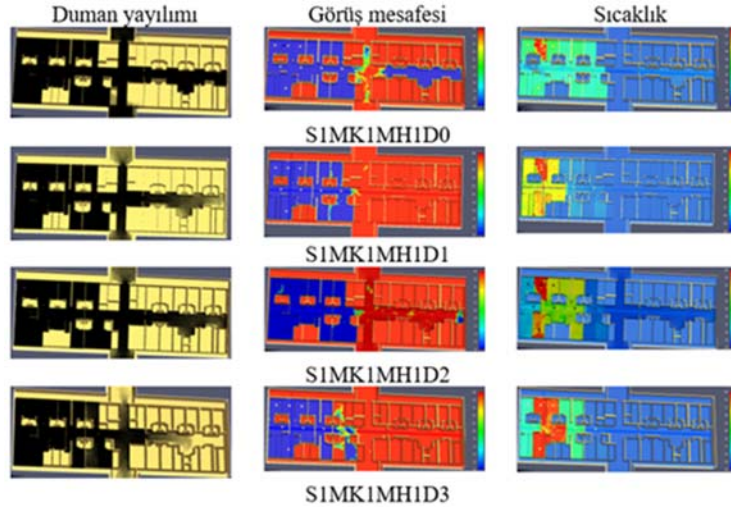 Duman yayılımı Görüş mesafesi Sıcaklık
S1MK1MH1D0
S1MK1MH1D1
S1MK1MH1D2
S1MK1MH1D3